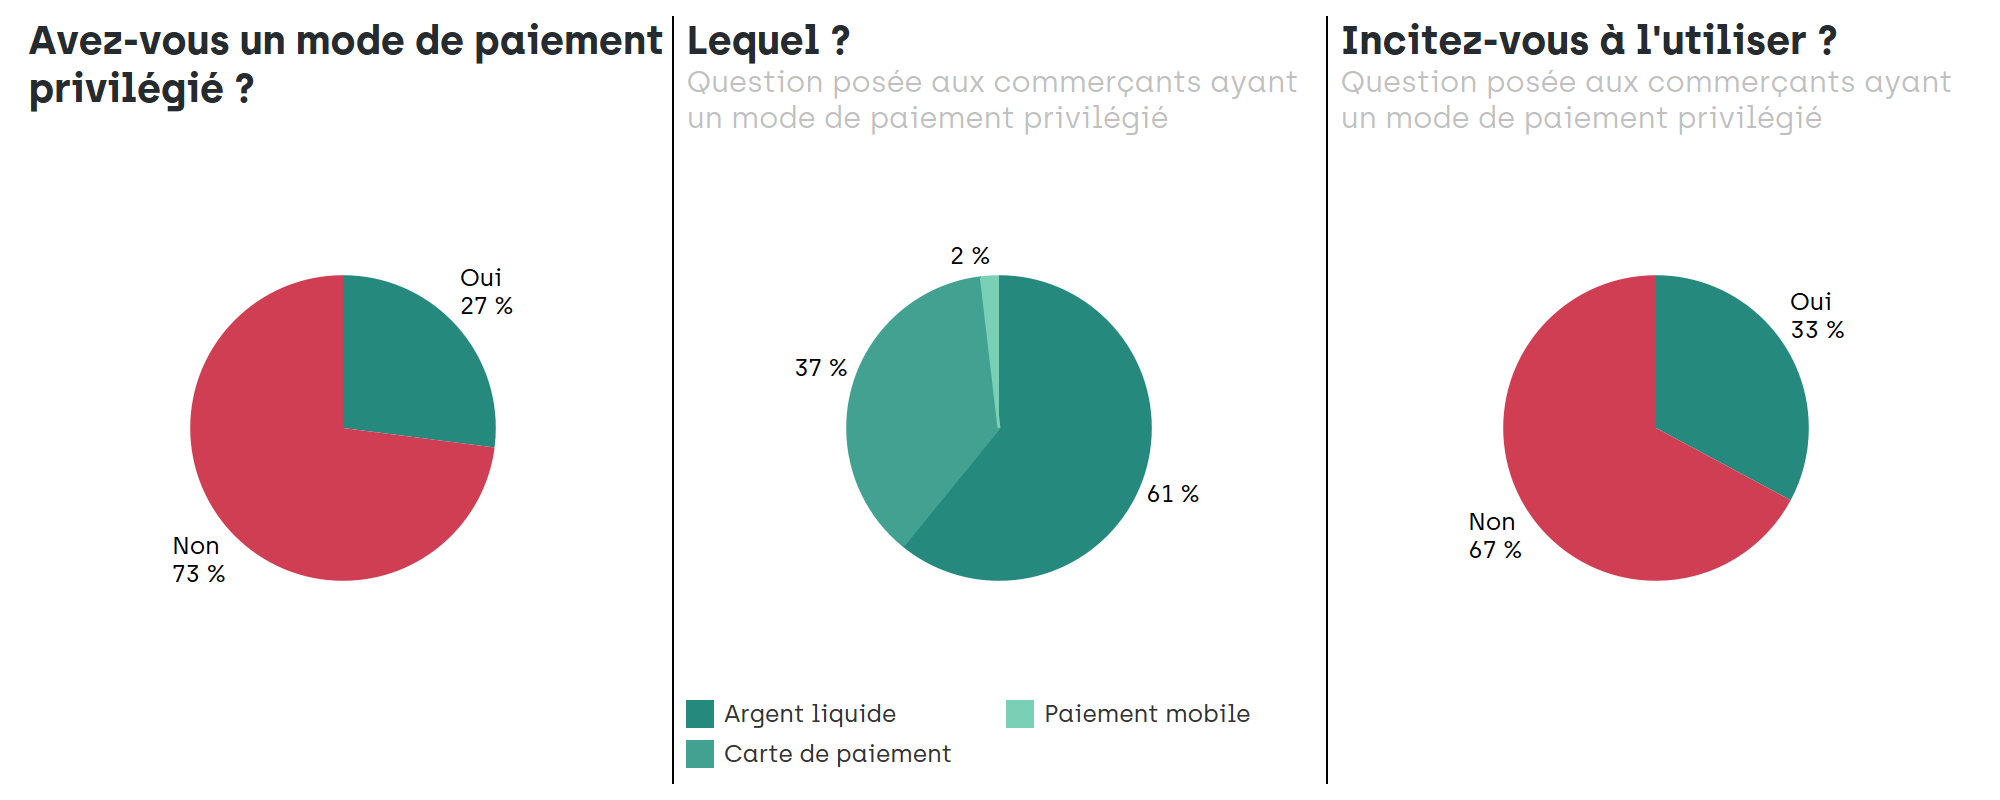 Avez-vous un mode de paiement
privilégié ?
Oui
27 %
Non
73 %
Lequel ?
Question posée aux commerçants ayant
un mode de paiement privilégié
2 %
37 %
61 %
Argent liquide
Paiement mobile
Carte de paiement
Incitez-vous à l'utiliser ?
Question posée aux commerçants ayant
un mode de paiement privilégié
Oui
33 %
Non
67 %